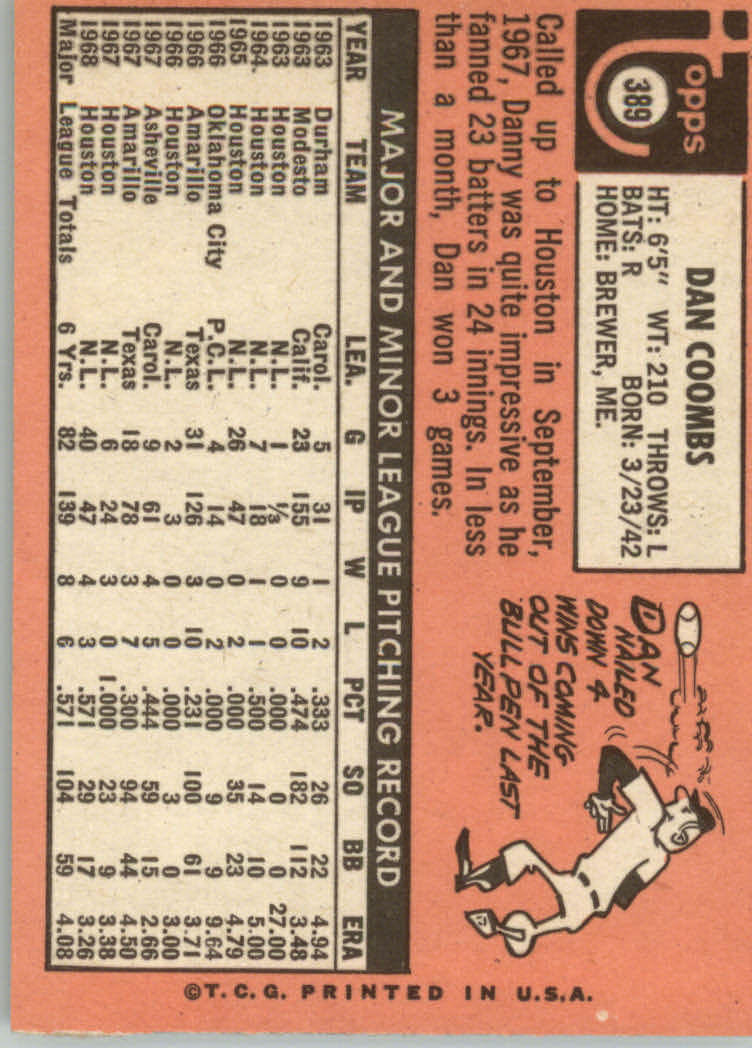 Topps
389
DAN COOMBS
HT: 6'5" WT: 210 THROWS: L
BATS: R BORN: 3/23/42
HOME: BREWER, ME.
Called up to Houston in September,
1967, Danny was quite impressive as he
fanned 23 batters in 24 innings. In less
than a month, Dan won 3 games.
DAN
NAILED
DOWN 4
WINS COMING
OUT OF THE
BULLPEN LAST
YEAR.
MAJOR AND MINOR LEAGUE PITCHING RECORD
YEAR TEAM LEA. G IP W L PCT SO BB ERA
1963 Durham Carol. 5 31 1 2 .333 26 22 4.94
1963 Modesto Calif. 23 155 9 10 .474 182 112 3.48
1963 Houston N.L. 1 ⅓ 0 0 .000 0 0 27.00
1964 Houston N.L. 7 18 1 1 .500 14 10 5.00
1965 Houston N.L. 26 47 0 2 .000 35 23 4.79
1966 Oklahoma City P.C.L. 4 14 0 2 .000 9 9 9.64
1966 Amarillo Texas 31 126 3 10 .231 100 61 3.71
1966 Houston N.L. 2 3 0 0 .000 3 0 3.00
1967 Asheville Carol. 9 61 4 5 .444 59 15 2.66
1967 Amarillo Texas 18 78 3 7 .300 94 44 4.50
1967 Houston N.L. 6 24 3 0 1.000 23 9 3.38
1968 Houston N.L. 40 47 4 3 .571 29 17 3.26
Major League Totals 6 Yrs. 82 139 8 6 .571 104 59 4.08
©T.C.G. PRINTED IN U.S.A.